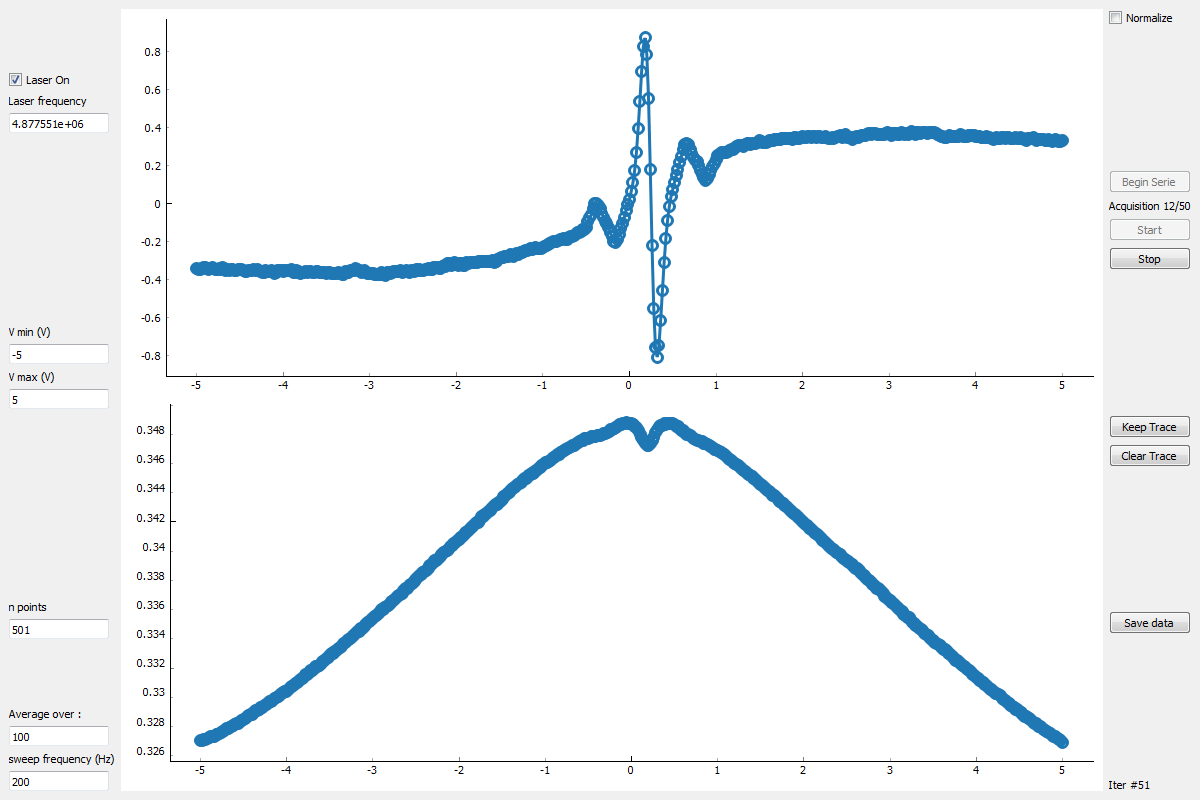 Laser On
Laser frequency
4.877551e+06
V min (V)
-5
V max (V)
5
n points
501
Average over :
100
sweep frequency (Hz)
200
0.8
0.6
0.4
0.2
0
-0.2
-0.4
-0.6
-0.8
-5 -4 -3 -2 -1 0 1 2 3 4 5
0.348
0.346
0.344
0.342
0.34
0.338
0.336
0.334
0.332
0.33
0.328
0.326
-5 -4 -3 -2 -1 0 1 2 3 4 5
Normalize
Begin Serie
Acquisition 12/50
Start
Stop
Keep Trace
Clear Trace
Save data
Iter #51